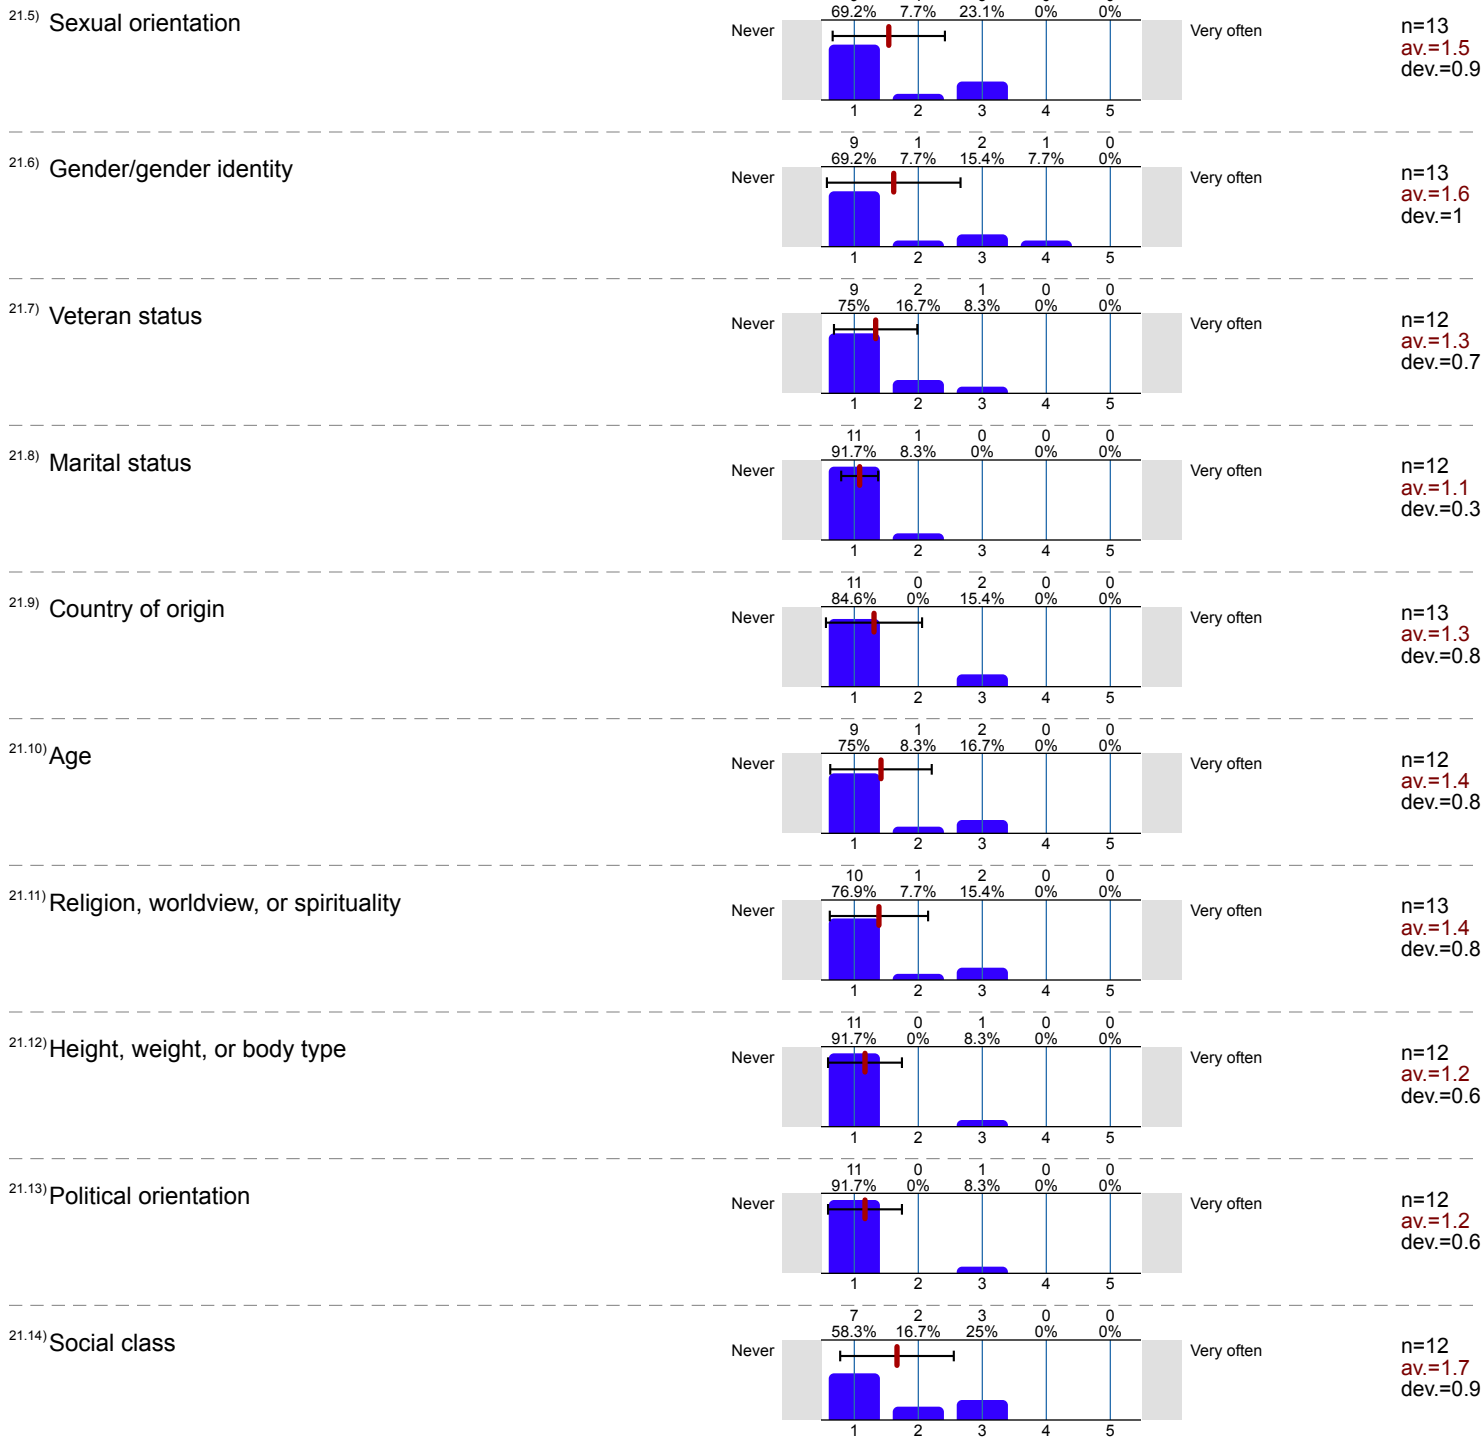 69.2% 7.7% 23.1% 0% 0%
21.5) Sexual orientation Never Very often n=13
av.=1.5
dev.=0.9
1 2 3 4 5
9 1 2 1 0
69.2% 7.7% 15.4% 7.7% 0%
21.6) Gender/gender identity Never Very often n=13
av.=1.6
dev.=1
1 2 3 4 5
9 2 1 0 0
75% 16.7% 8.3% 0% 0%
21.7) Veteran status Never Very often n=12
av.=1.3
dev.=0.7
1 2 3 4 5
11 1 0 0 0
91.7% 8.3% 0% 0% 0%
21.8) Marital status Never Very often n=12
av.=1.1
dev.=0.3
1 2 3 4 5
11 0 2 0 0
84.6% 0% 15.4% 0% 0%
21.9) Country of origin Never Very often n=13
av.=1.3
dev.=0.8
1 2 3 4 5
9 1 2 0 0
75% 8.3% 16.7% 0% 0%
21.10) Age Never Very often n=12
av.=1.4
dev.=0.8
1 2 3 4 5
10 1 2 0 0
76.9% 7.7% 15.4% 0% 0%
21.11) Religion, worldview, or spirituality Never Very often n=13
av.=1.4
dev.=0.8
1 2 3 4 5
11 0 1 0 0
91.7% 0% 8.3% 0% 0%
21.12) Height, weight, or body type Never Very often n=12
av.=1.2
dev.=0.6
1 2 3 4 5
11 0 1 0 0
91.7% 0% 8.3% 0% 0%
21.13) Political orientation Never Very often n=12
av.=1.2
dev.=0.6
1 2 3 4 5
7 2 3 0 0
58.3% 16.7% 25% 0% 0%
21.14) Social class Never Very often n=12
av.=1.7
dev.=0.9
1 2 3 4 5